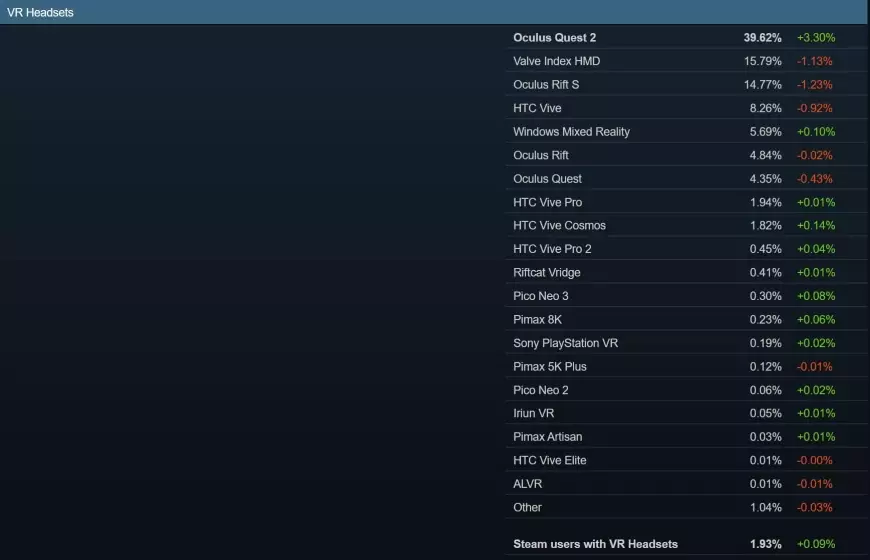 VR Headsets
Oculus Quest 2 39.62% +3.30%
Valve Index HMD 15.79% -1.13%
Oculus Rift S 14.77% -1.23%
HTC Vive 8.26% -0.92%
Windows Mixed Reality 5.69% +0.10%
Oculus Rift 4.84% -0.02%
Oculus Quest 4.35% -0.43%
HTC Vive Pro 1.94% +0.01%
HTC Vive Cosmos 1.82% +0.14%
HTC Vive Pro 2 0.45% +0.04%
Riftcat Vridge 0.41% +0.01%
Pico Neo 3 0.30% +0.08%
Pimax 8K 0.23% +0.06%
Sony PlayStation VR 0.19% +0.02%
Pimax 5K Plus 0.12% -0.01%
Pico Neo 2 0.06% +0.02%
Iriun VR 0.05% +0.01%
Pimax Artisan 0.03% +0.01%
HTC Vive Elite 0.01% -0.00%
ALVR 0.01% -0.01%
Other 1.04% -0.03%
Steam users with VR Headsets 1.93% +0.09%